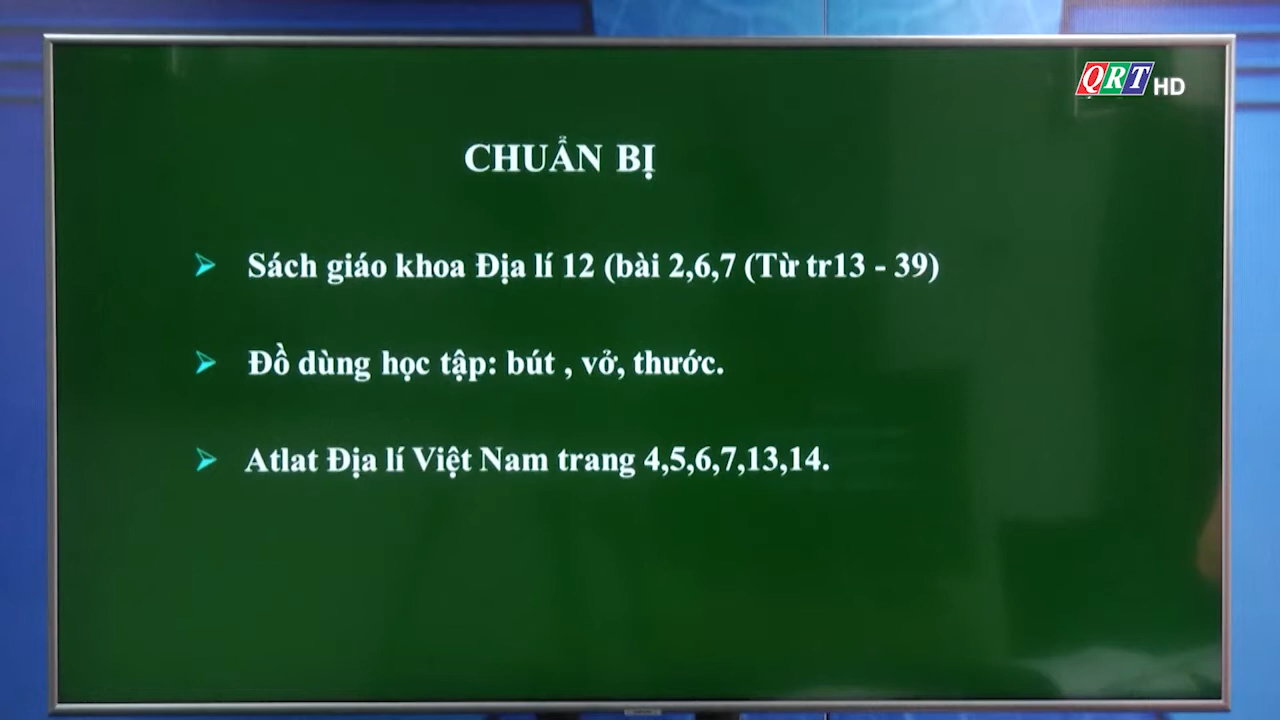 QRT HD
CHUẨN BỊ
Sách giáo khoa Địa lí 12 (bài 2,6,7 (Từ tr13 - 39)
Đồ dùng học tập: bút , vở, thước.
Atlat Địa lí Việt Nam trang 4,5,6,7,13,14.